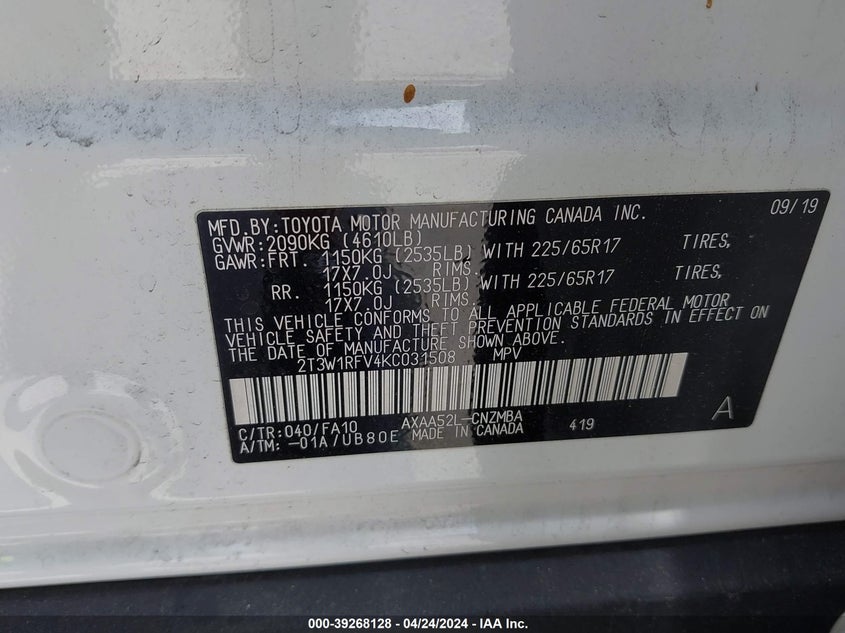 MFD.BY:TOYOTA MOTOR MANUFACTURING CANADA INC. 09/19
GVWR:2090KG (4610LB)
GAWR:FRT. 1150KG (2535LB) WITH 225/65R17 TIRES,
17X7.0J RIMS.
RR. 1150KG (2535LB) WITH 225/65R17 TIRES,
17X7.0J RIMS.
THIS VEHICLE CONFORMS TO ALL APPLICABLE FEDERAL MOTOR
VEHICLE SAFETY AND THEFT PREVENTION STANDARDS IN EFFECT ON
THE DATE OF MANUFACTURE SHOWN ABOVE.
2T3W1RFV4KC031508 MPV
C/TR:040/FA10 AXAA52L-CNZMBA A
A/TM:-01A/UB80E MADE IN CANADA 419
000-39268128 - 04/24/2024 - IAA Inc.